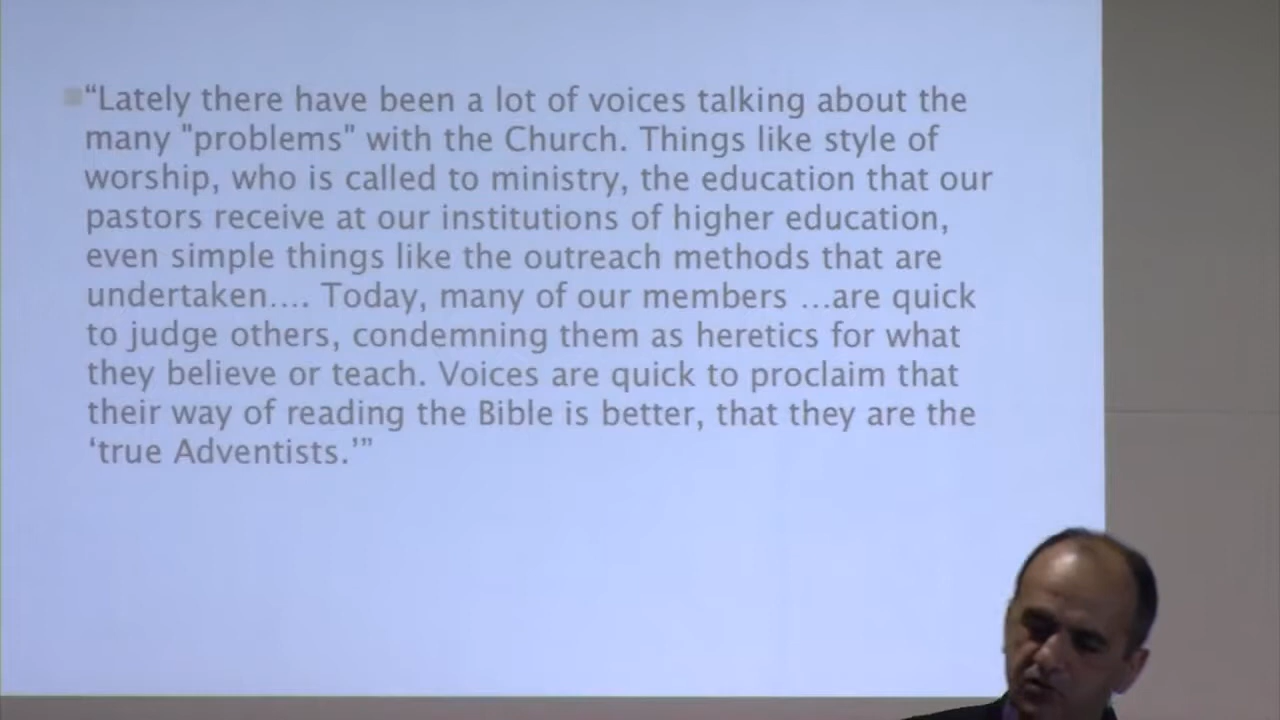 “Lately there have been a lot of voices talking about the
many "problems" with the Church. Things like style of
worship, who is called to ministry, the education that our
pastors receive at our institutions of higher education,
even simple things like the outreach methods that are
undertaken.... Today, many of our members ...are quick
to judge others, condemning them as heretics for what
they believe or teach. Voices are quick to proclaim that
their way of reading the Bible is better, that they are the
‘true Adventists.’”